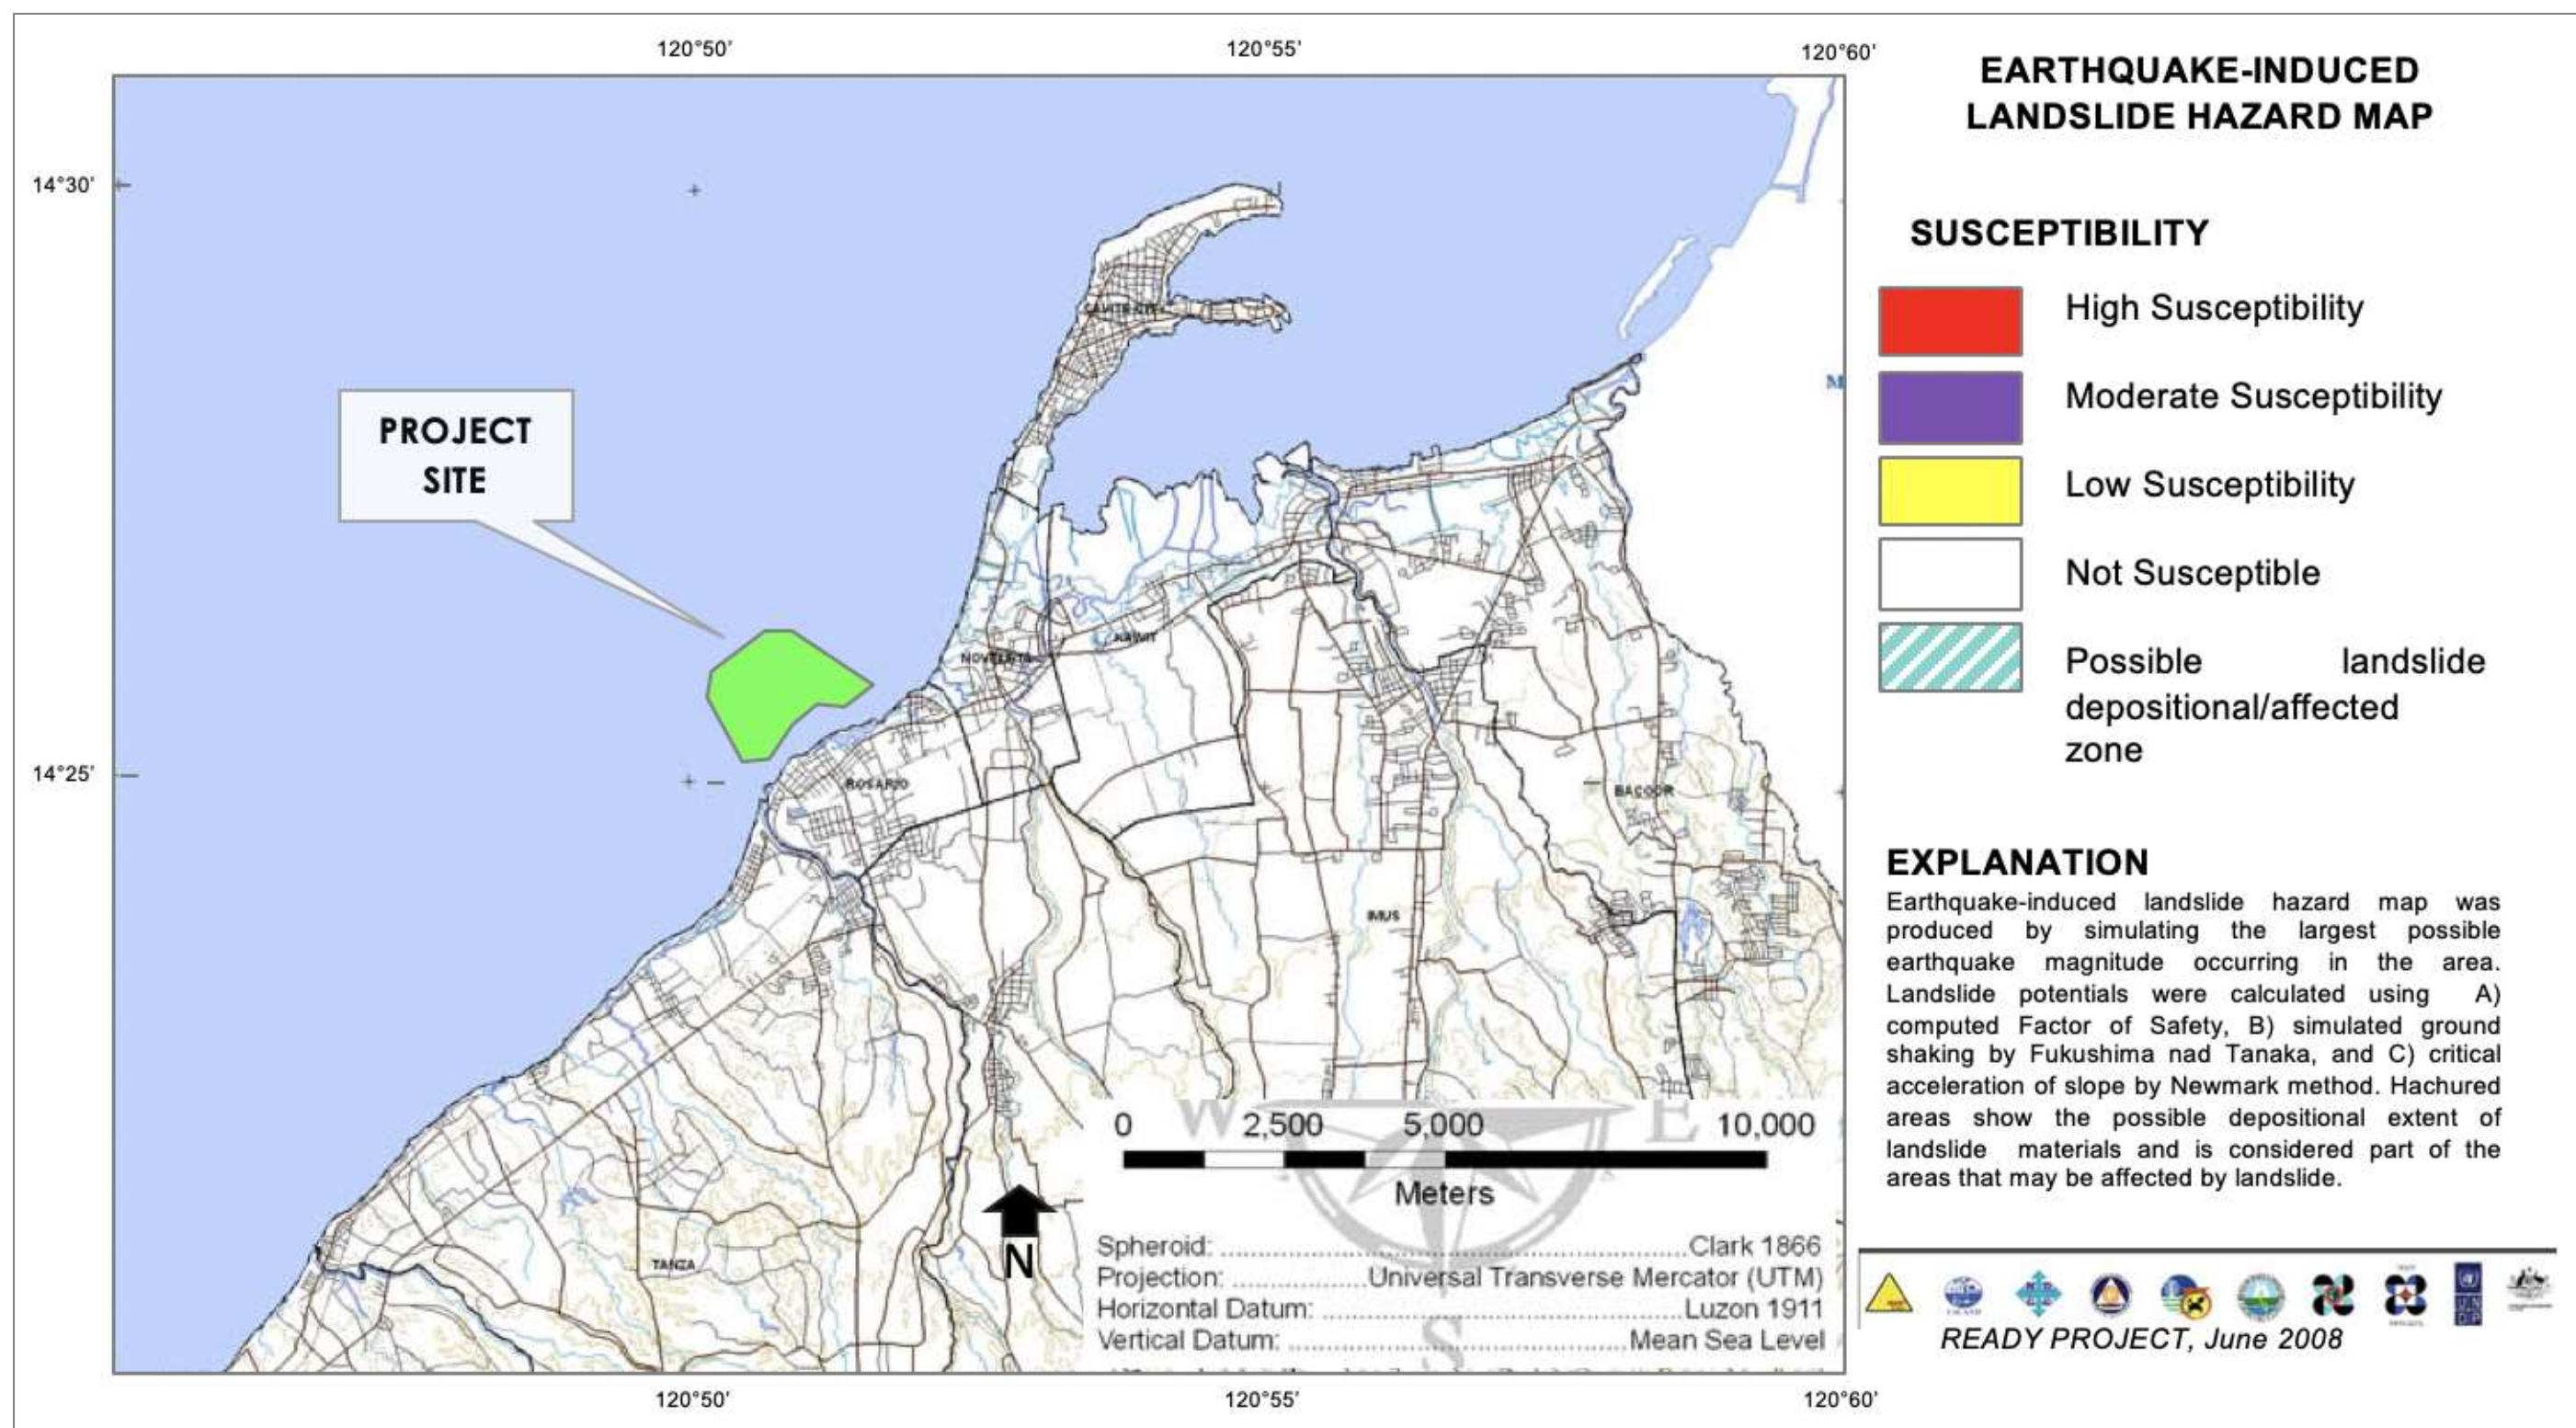 120°50'
120°55'
120°60'
14°30'
14°25'
PROJECT
SITE
CAVITE CITY
KAWIT
NOVELETA
ROSARIO
BACOOR
IMUS
TANZA
M
W
E
S
0 2,500 5,000 10,000
Meters
N
Spheroid: Clark 1866
Projection: Universal Transverse Mercator (UTM)
Horizontal Datum: Luzon 1911
Vertical Datum: Mean Sea Level
120°50'
120°55'
120°60'
EARTHQUAKE-INDUCED
LANDSLIDE HAZARD MAP
SUSCEPTIBILITY
High Susceptibility
Moderate Susceptibility
Low Susceptibility
Not Susceptible
Possible landslide
depositional/affected
zone
EXPLANATION
Earthquake-induced landslide hazard map was
produced by simulating the largest possible
earthquake magnitude occurring in the area.
Landslide potentials were calculated using A)
computed Factor of Safety, B) simulated ground
shaking by Fukushima nad Tanaka, and C) critical
acceleration of slope by Newmark method. Hachured
areas show the possible depositional extent of
landslide materials and is considered part of the
areas that may be affected by landslide.
READY PROJECT, June 2008